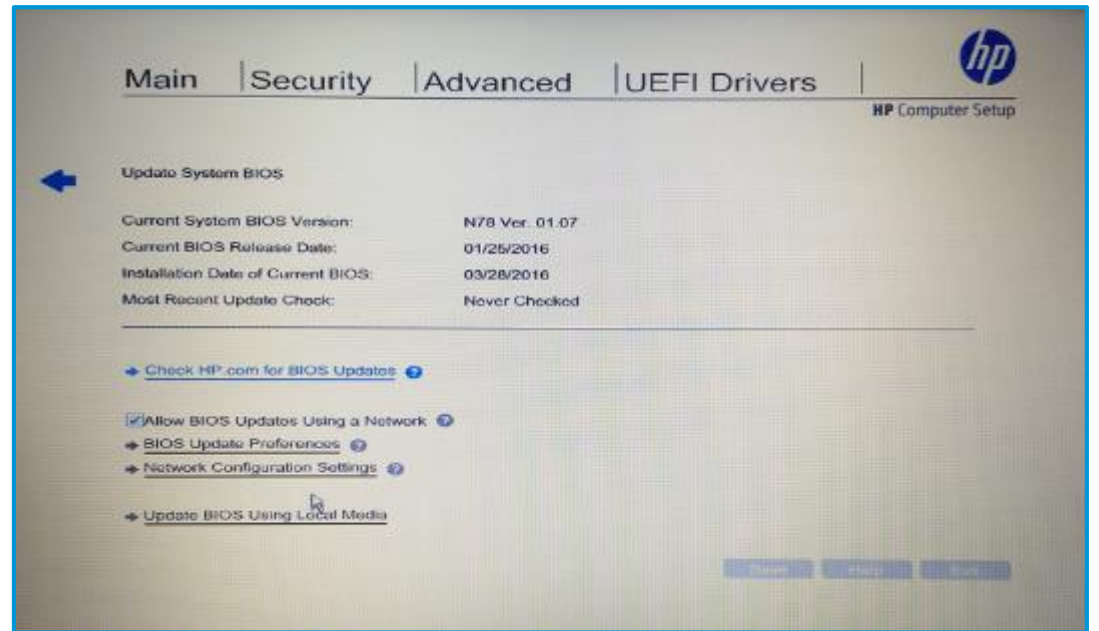 hp
Main Security Advanced UEFI Drivers
HP Computer Setup
Update System BIOS
Current System BIOS Version: N78 Ver. 01.07
Current BIOS Release Date: 01/25/2016
Installation Date of Current BIOS: 03/28/2016
Most Recent Update Check: Never Checked
Check HP.com for BIOS Updates ?
Allow BIOS Updates Using a Network ?
BIOS Update Preferences ?
Network Configuration Settings ?
Update BIOS Using Local Media
Help